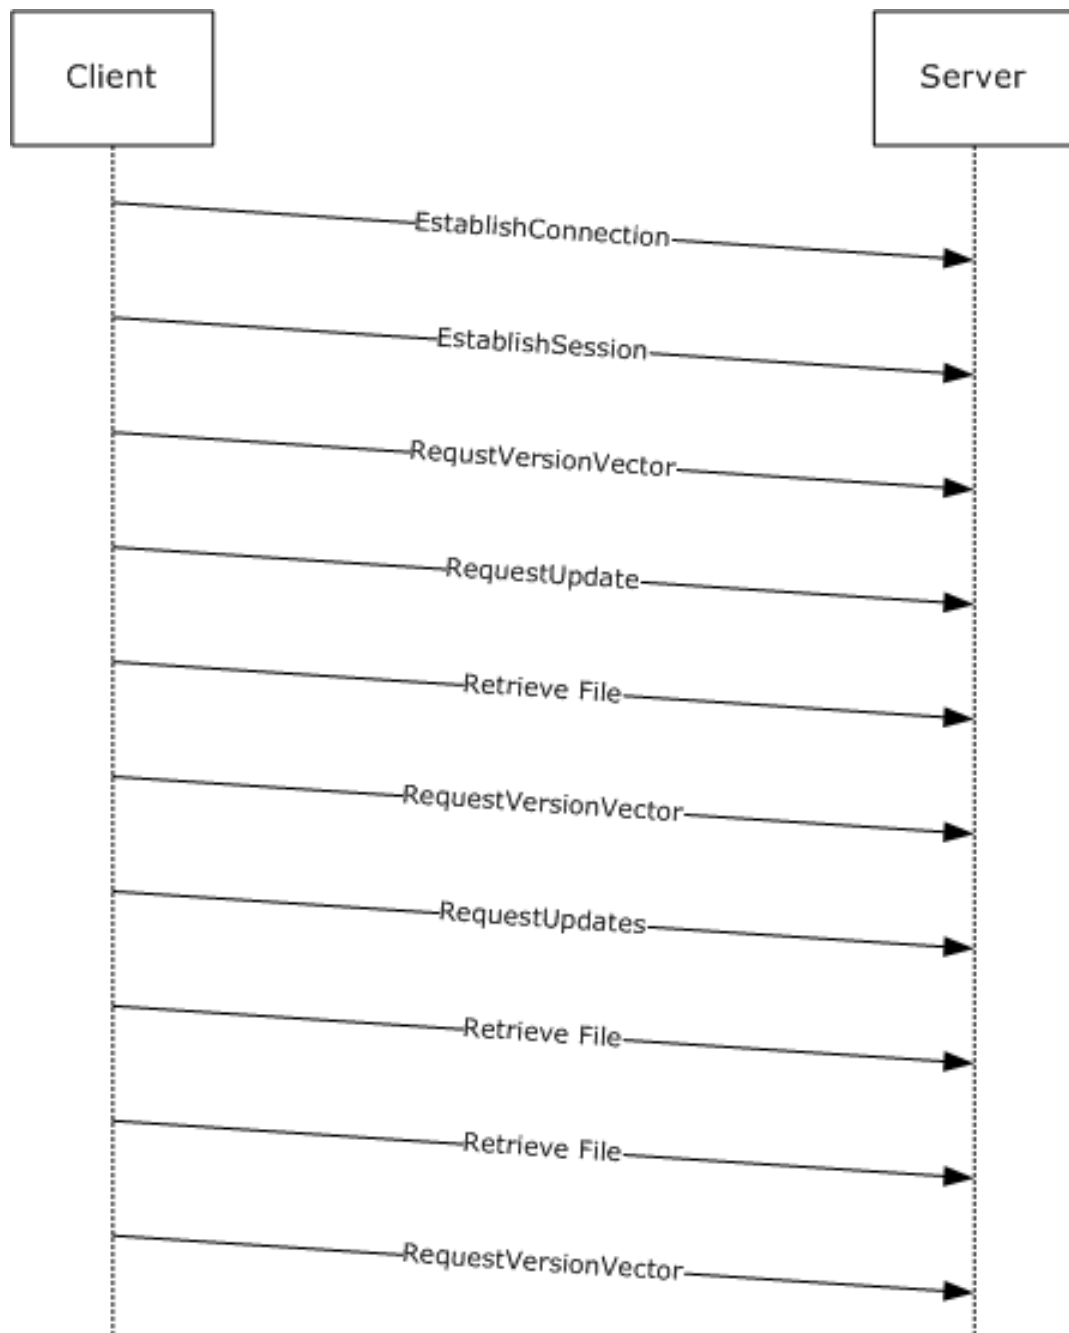 Client
Server
EstablishConnection
EstablishSession
RequstVersionVector
RequestUpdate
Retrieve File
RequestVersionVector
RequestUpdates
Retrieve File
Retrieve File
RequestVersionVector